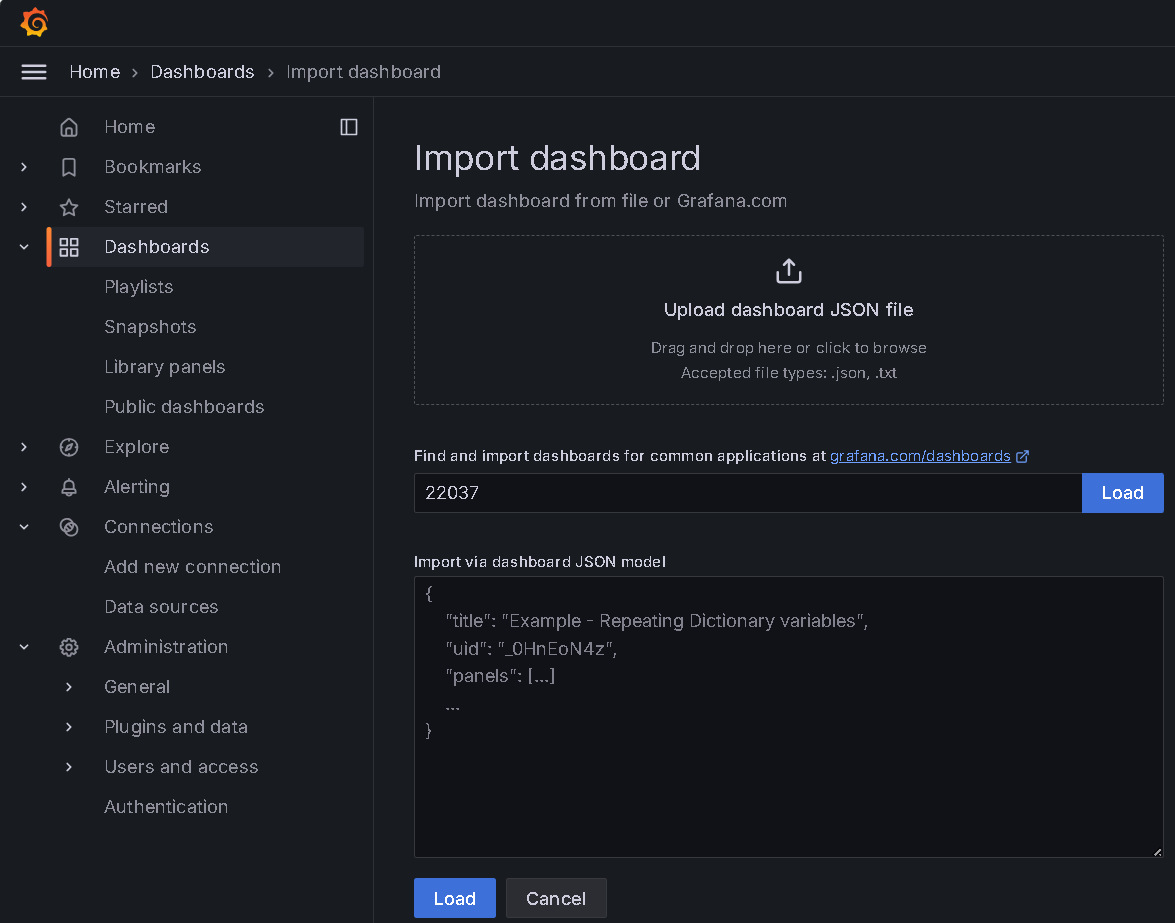 Home › Dashboards › Import dashboard
Home
Bookmarks
Starred
Dashboards
Playlists
Snapshots
Library panels
Public dashboards
Explore
Alerting
Connections
Add new connection
Data sources
Administration
General
Plugins and data
Users and access
Authentication
Import dashboard
Import dashboard from file or Grafana.com
Upload dashboard JSON file
Drag and drop here or click to browse
Accepted file types: .json, .txt
Find and import dashboards for common applications at grafana.com/dashboards
22037 Load
Import via dashboard JSON model
{
"title": "Example - Repeating Dictionary variables",
"uid": "_0HnEoN4z",
"panels": [...]
...
}
Load Cancel